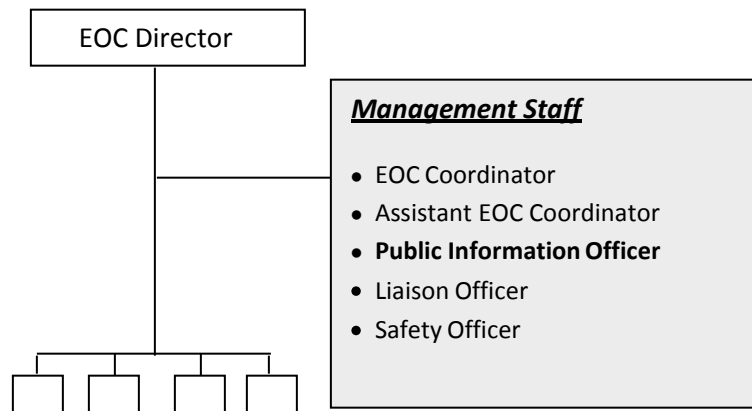 EOC Director
Management Staff
• EOC Coordinator
• Assistant EOC Coordinator
• Public Information Officer
• Liaison Officer
• Safety Officer